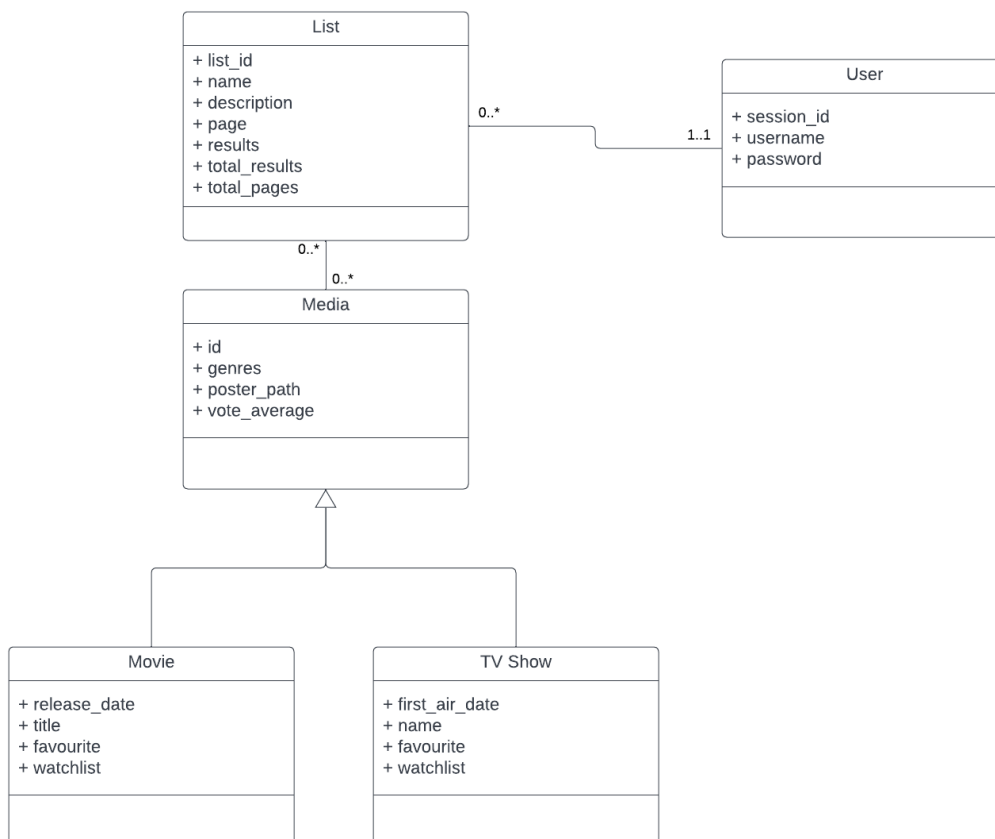 List
+ list_id
+ name
+ description
+ page
+ results
+ total_results
+ total_pages
0..*
1..1
User
+ session_id
+ username
+ password
0..*
0..*
Media
+ id
+ genres
+ poster_path
+ vote_average
Movie
+ release_date
+ title
+ favourite
+ watchlist
TV Show
+ first_air_date
+ name
+ favourite
+ watchlist